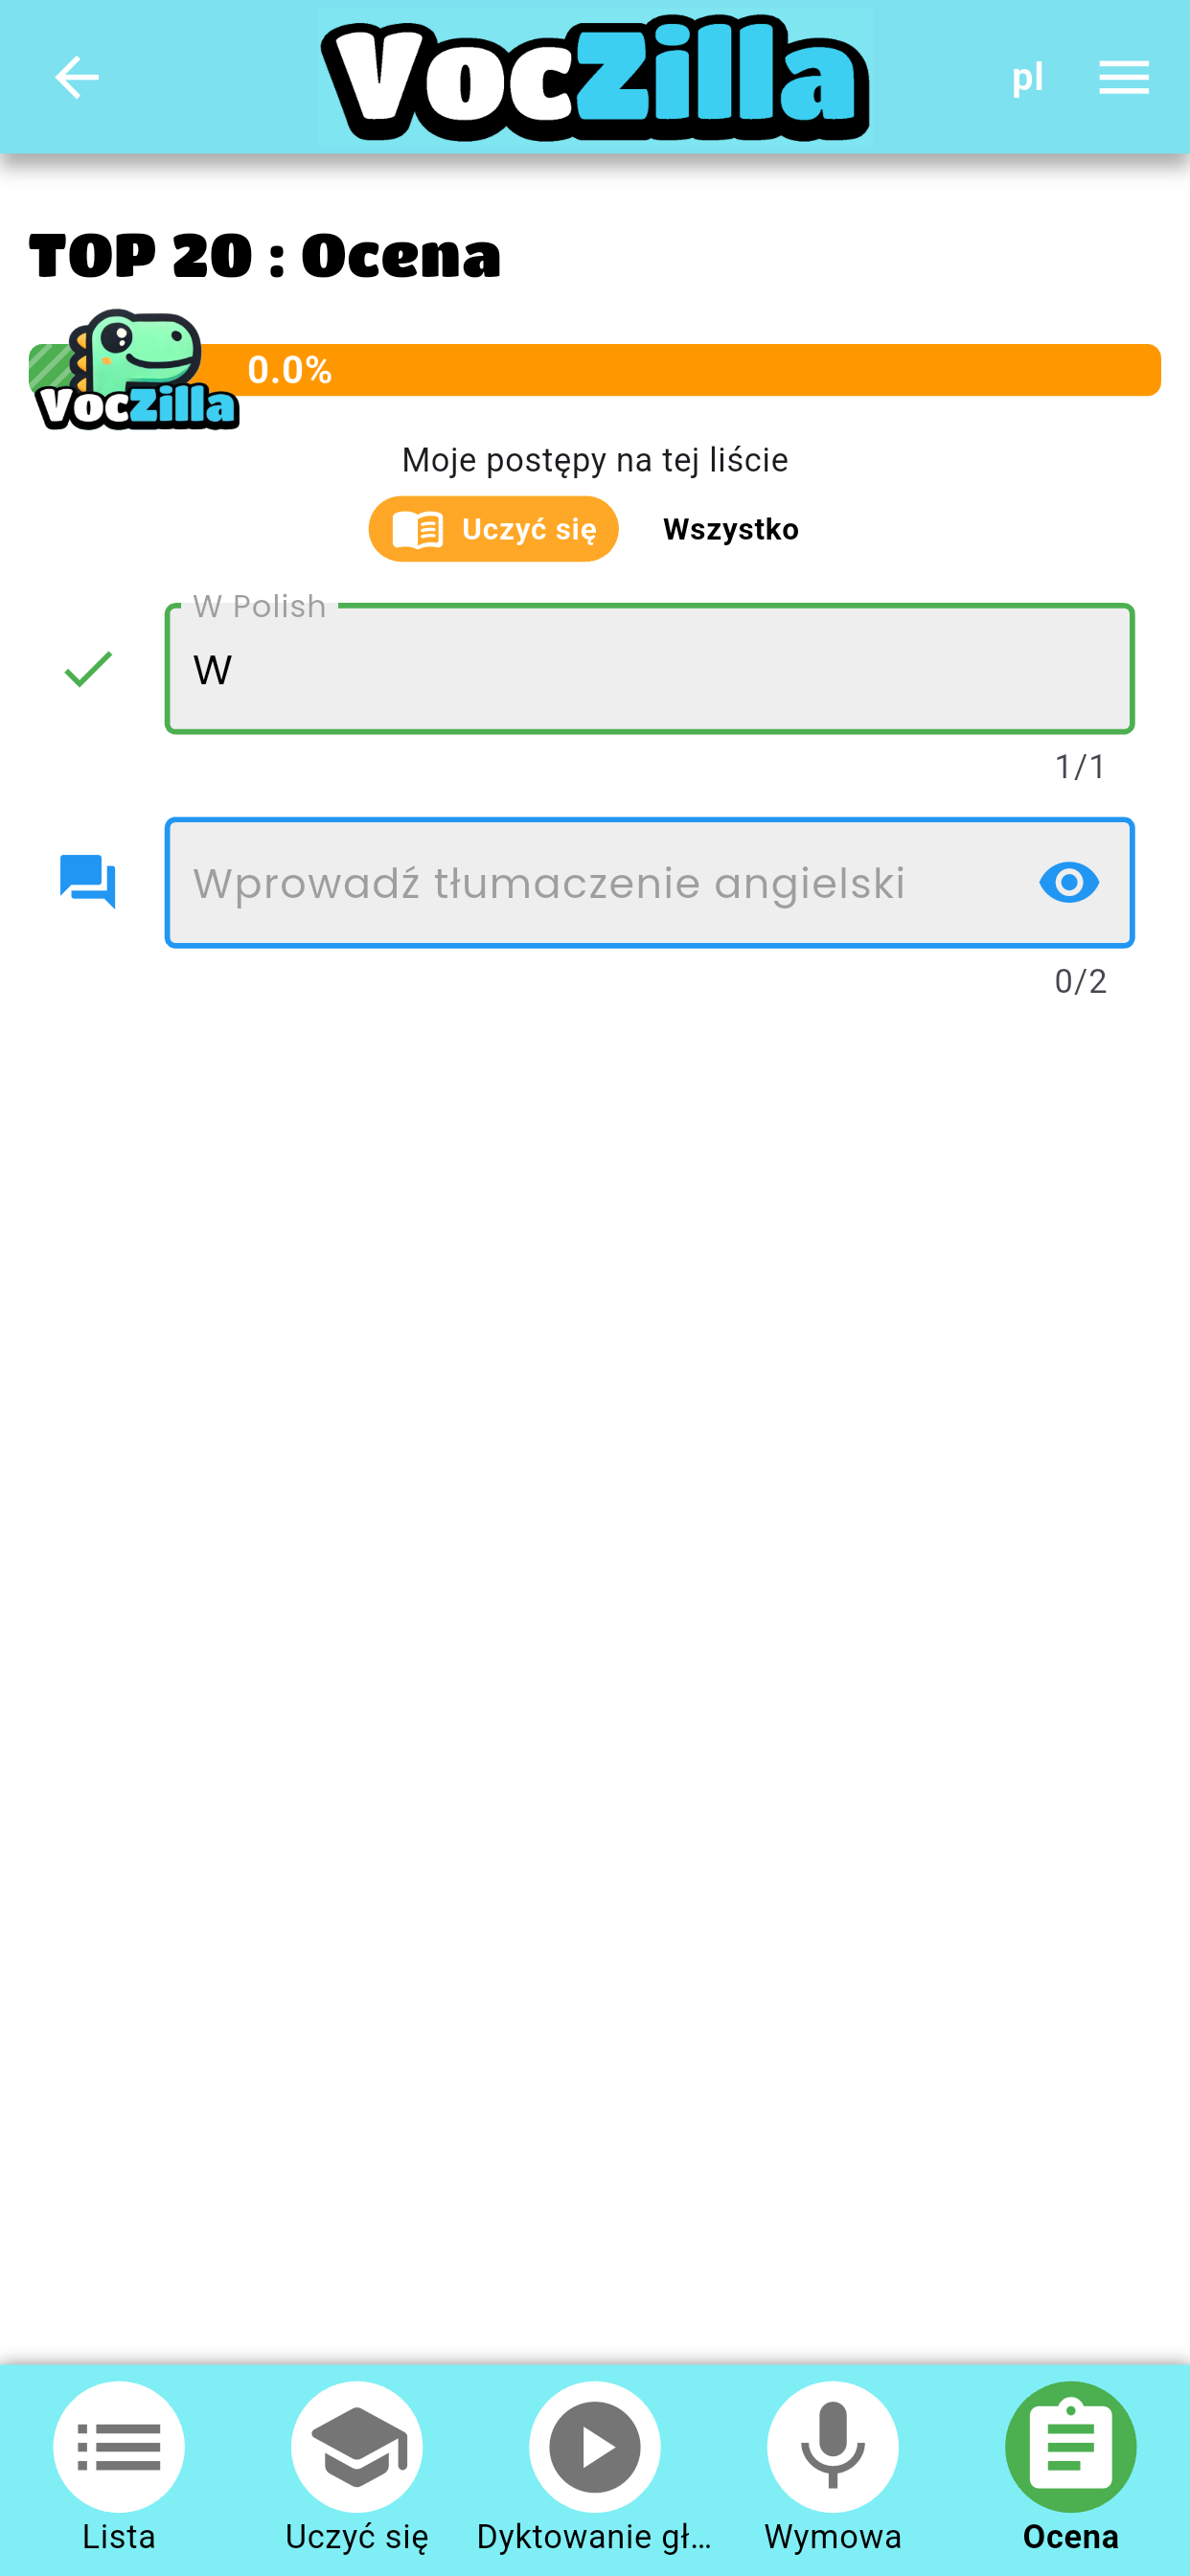 VocZilla
pl
TOP 20 : Ocena
0.0%
VocZilla
Moje postępy na tej liście
Uczyć się
Wszystko
W Polish
W
1/1
Wprowadź tłumaczenie angielski
0/2
Lista
Uczyć się
Dyktowanie gł...
Wymowa
Ocena